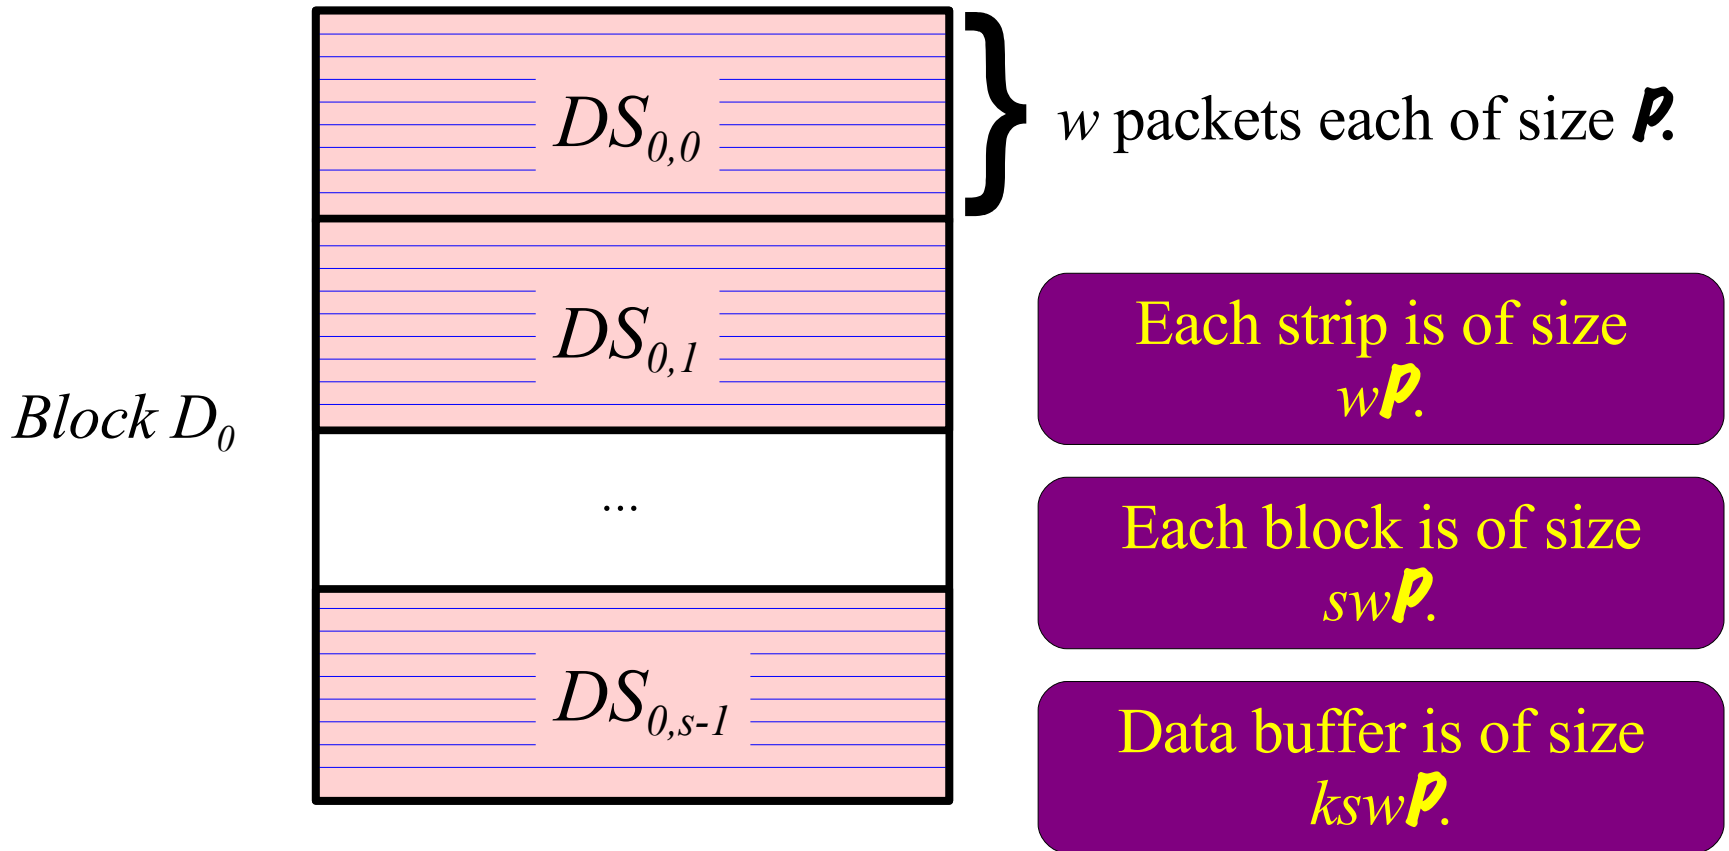 DS0,0
w packets each of size p.
DS0,1
Each strip is of size
wp.
Block D0
...
Each block is of size
swp.
DS0,s-1
Data buffer is of size
kswp.